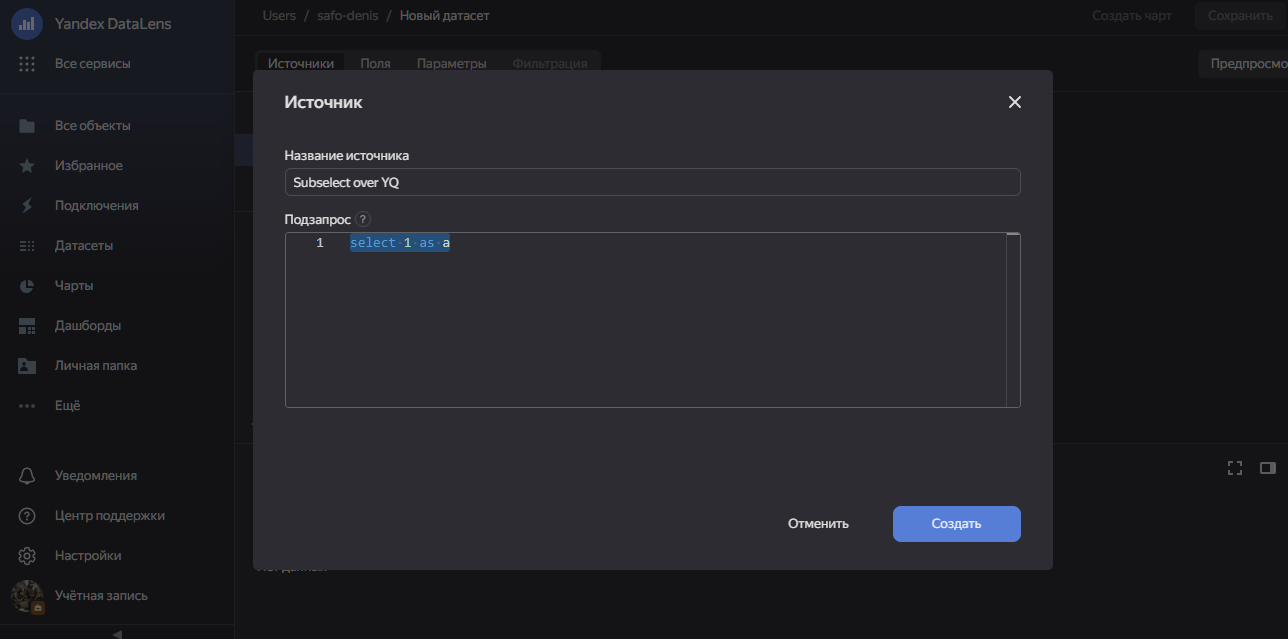 Yandex DataLens
Все сервисы
Все объекты
Избранное
Подключения
Датасеты
Чарты
Дашборды
Личная папка
Ещё
Уведомления
Центр поддержки
Настройки
Учётная запись
Users / safo-denis / Новый датасет
Создать чарт
Сохранить
Источники
Поля
Параметры
Фильтрация
Предпросмо
Источник
Название источника
Subselect over YQ
Подзапрос ?
1 select 1 as a
Отменить
Создать